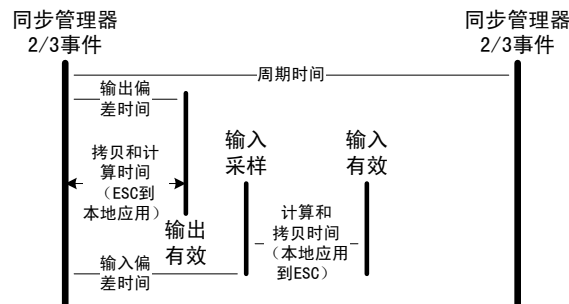 同步管理器
2/3事件
同步管理器
2/3事件
周期时间
输出偏
差时间
拷贝和计
算时间
（ESC到
本地应用）
输出
有效
输入
采样
输入
有效
计算和
拷贝时间
（本地应用
到ESC）
输入偏
差时间